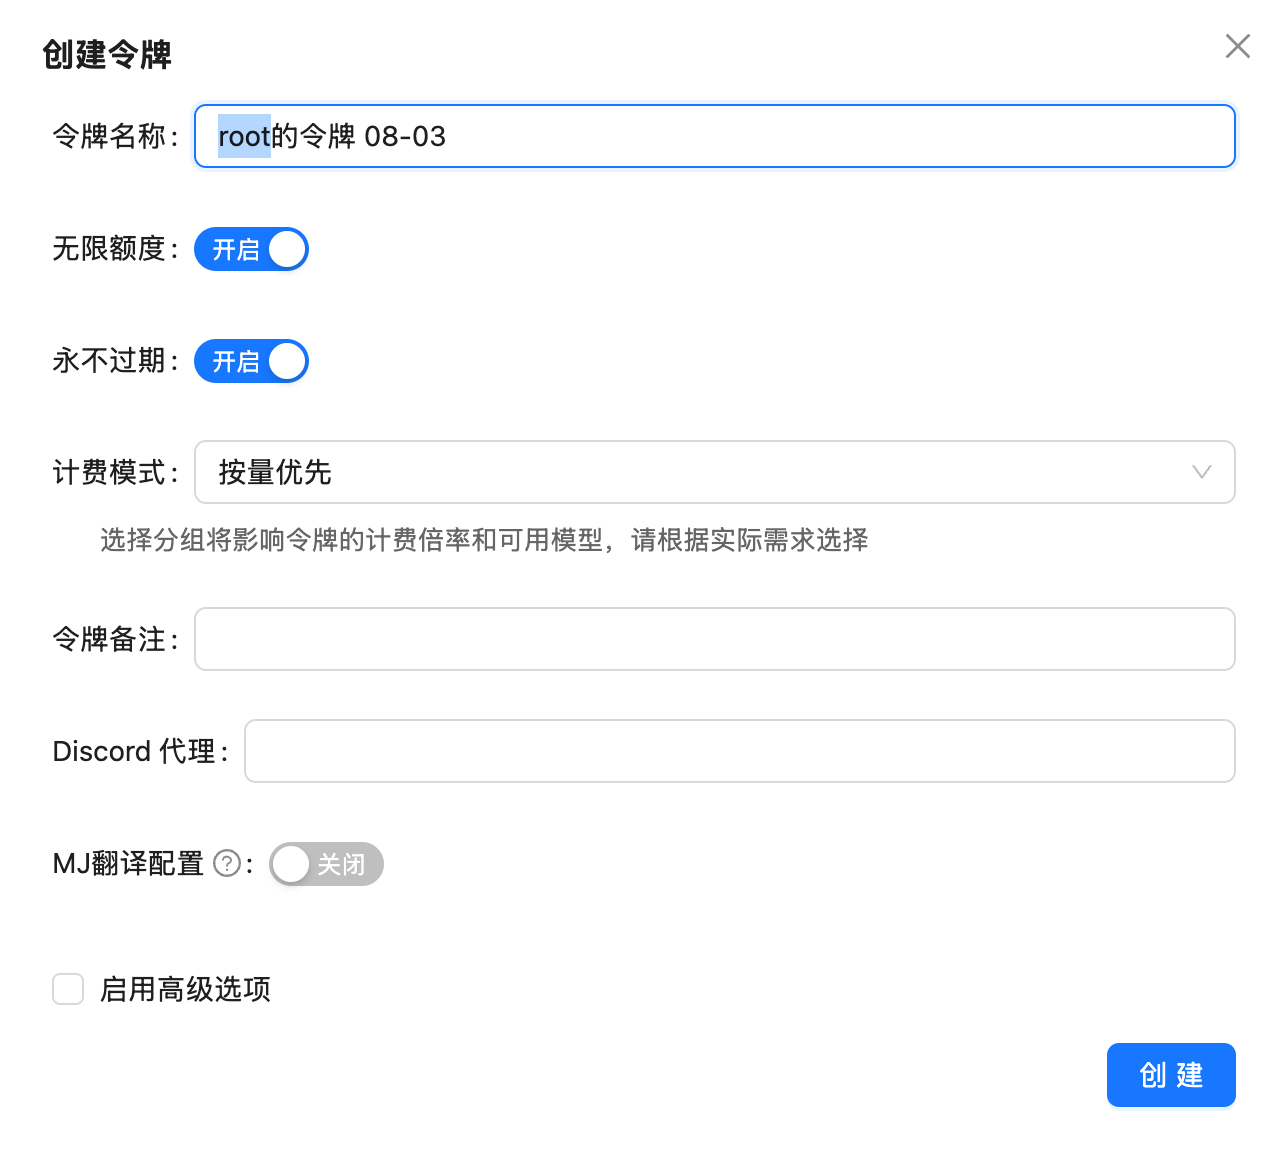 创建令牌
令牌名称: root的令牌 08-03
无限额度: 开启
永不过期: 开启
计费模式: 按量优先
选择分组将影响令牌的计费倍率和可用模型，请根据实际需求选择
令牌备注:
Discord 代理:
MJ翻译配置 ? : 关闭
启用高级选项
创 建